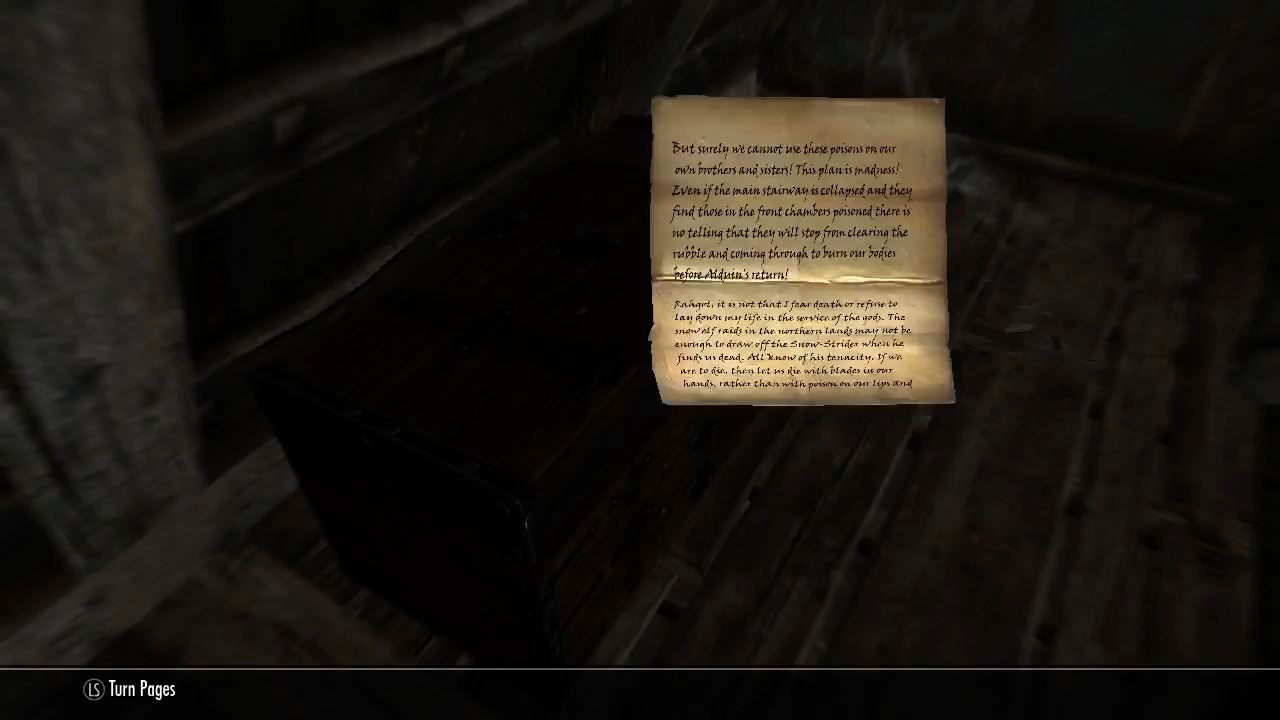 But surely we cannot use these poisons on our
own brothers and sisters! This plan is madness!
Even if the main stairway is collapsed and they
find those in the front chambers poisoned there is
no telling that they will stop from clearing the
rubble and coming through to burn our bodies
before Alduin's return!
Rahgot, it is not that I fear death or refuse to
lay down my life in the service of the gods. The
snow elf raids in the northern lands may not be
enough to draw off the Snow-Strider when he
finds us dead. All know of his tenacity. If we
are to die, then let us die with blades in our
hands, rather than with poison on our lips and
LS Turn Pages